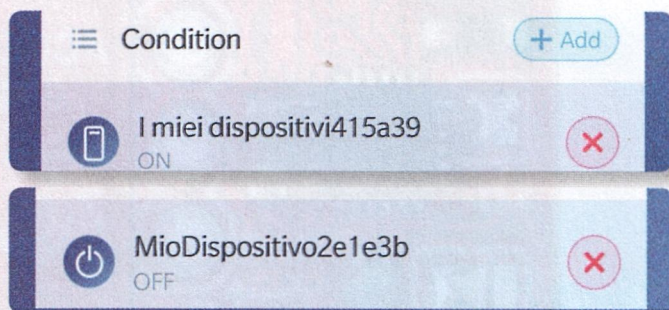 Condition
+ Add
I miei dispositivi415a39
ON
MioDispositivo2e1e3b
OFF